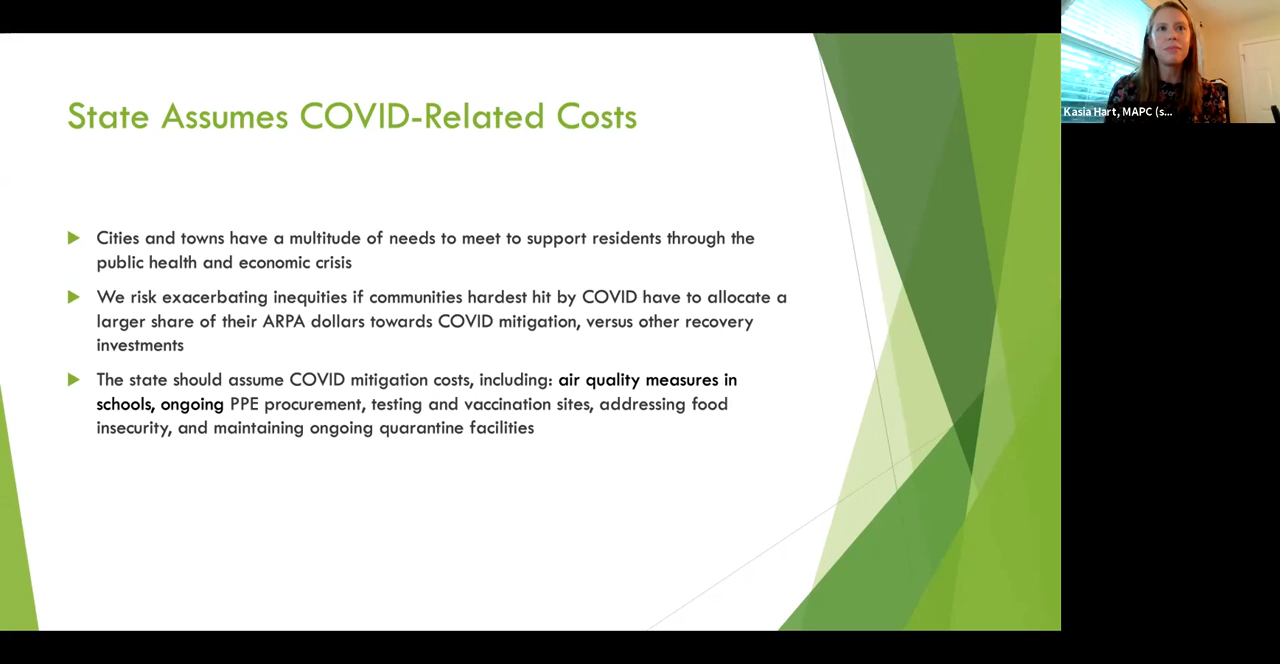 State Assumes COVID-Related Costs
Cities and towns have a multitude of needs to meet to support residents through the
public health and economic crisis
We risk exacerbating inequities if communities hardest hit by COVID have to allocate a
larger share of their ARPA dollars towards COVID mitigation, versus other recovery
investments
The state should assume COVID mitigation costs, including: air quality measures in
schools, ongoing PPE procurement, testing and vaccination sites, addressing food
insecurity, and maintaining ongoing quarantine facilities
Kasia Hart, MAPC (s...